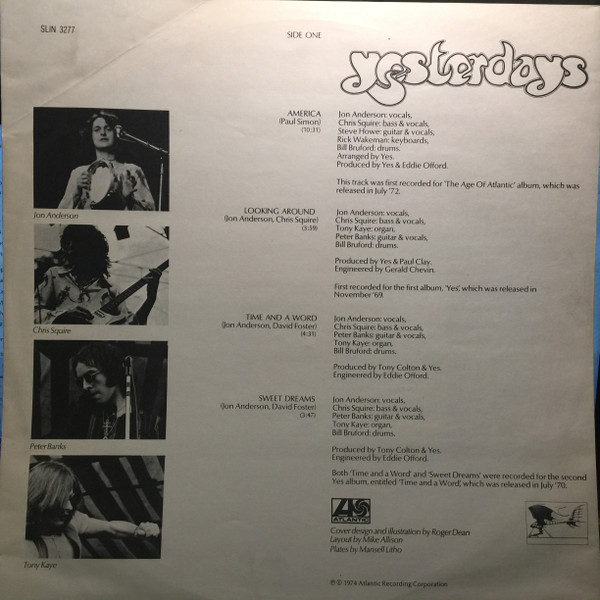 SLIN 3277
SIDE ONE
yesterdays
AMERICA
(Paul Simon)
(10:31)
Jon Anderson: vocals,
Chris Squire: bass & vocals,
Steve Howe: guitar & vocals,
Rick Wakeman: keyboards,
Bill Bruford: drums.
Arranged by Yes.
Produced by Yes & Eddie Offord.
This track was first recorded for 'The Age Of Atlantic' album, which was
released in July '72.
Jon Anderson
LOOKING AROUND
(Jon Anderson, Chris Squire)
(3:59)
Jon Anderson: vocals,
Chris Squire: bass & vocals,
Tony Kaye: organ,
Peter Banks: guitar & vocals,
Bill Bruford: drums.
Produced by Yes & Paul Clay.
Engineered by Gerald Chevin.
First recorded for the first album, 'Yes', which was released in
November '69.
Chris Squire
TIME AND A WORD
(Jon Anderson, David Foster)
(4:31)
Jon Anderson: vocals,
Chris Squire: bass & vocals,
Peter Banks: guitar & vocals,
Tony Kaye: organ,
Bill Bruford: drums.
Produced by Tony Colton & Yes.
Engineered by Eddie Offord.
Peter Banks
SWEET DREAMS
(Jon Anderson, David Foster)
(3:47)
Jon Anderson: vocals,
Chris Squire: bass & vocals,
Peter Banks: guitar & vocals,
Tony Kaye: organ,
Bill Bruford: drums.
Produced by Tony Colton & Yes.
Engineered by Eddie Offord.
Both 'Time and a Word' and 'Sweet Dreams' were recorded for the second
Yes album, entitled 'Time and a Word', which was released in July '70.
Tony Kaye
ATLANTIC
Cover design and illustration by Roger Dean
Layout by Mike Allison
Plates by Mansell Litho.
℗ © 1974 Atlantic Recording Corporation